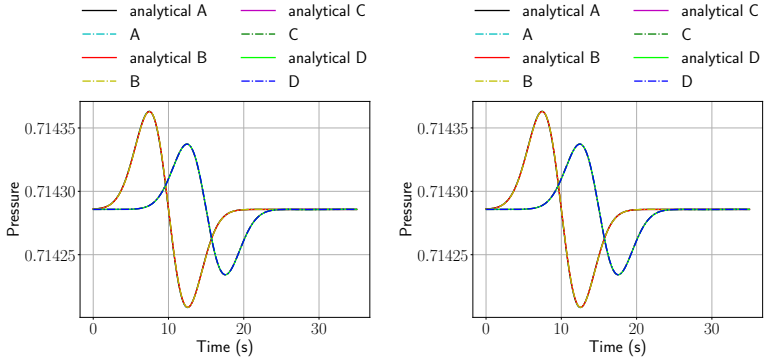 analytical A analytical C
A C
analytical B analytical D
B D
0.71435
0.71430
0.71425
Pressure
0 10 20 30
Time (s)
analytical A analytical C
A C
analytical B analytical D
B D
0.71435
0.71430
0.71425
Pressure
0 10 20 30
Time (s)